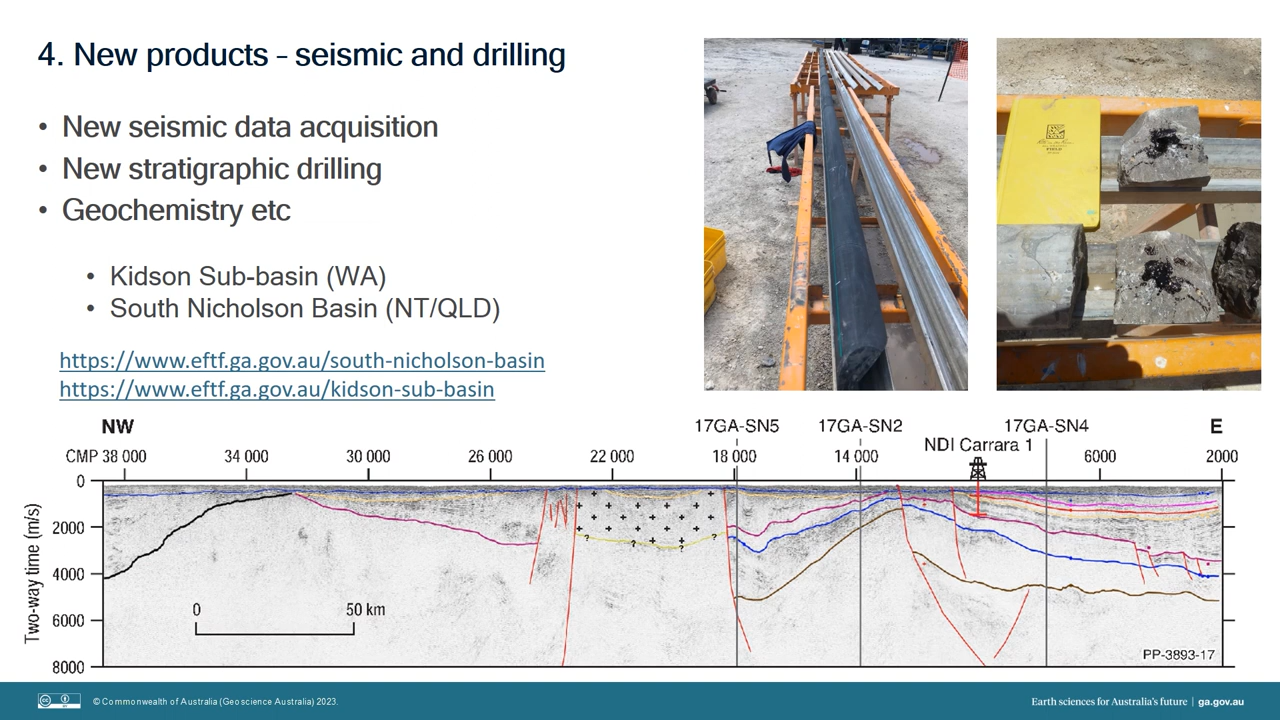 4. New products – seismic and drilling
• New seismic data acquisition
• New stratigraphic drilling
• Geochemistry etc
• Kidson Sub-basin (WA)
• South Nicholson Basin (NT/QLD)
https://www.eftf.ga.gov.au/south-nicholson-basin
https://www.eftf.ga.gov.au/kidson-sub-basin
NW
17GA-SN5
17GA-SN2
17GA-SN4
E
NDI Carrara 1
CMP 38 000
34 000
30 000
26 000
22 000
18 000
14 000
6000
2000
Two-way time (m/s)
0
2000
4000
6000
8000
? ? ? ?
0
50 km
PP-3893-17
© Commonwealth of Australia (Geoscience Australia) 2023.
Earth sciences for Australia's future | ga.gov.au